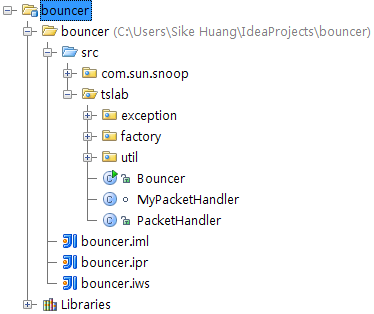 bouncer
bouncer (C:\Users\Sike Huang\IdeaProjects\bouncer)
src
com.sun.snoop
tslab
exception
factory
util
Bouncer
MyPacketHandler
PacketHandler
bouncer.iml
bouncer.ipr
bouncer.iws
Libraries